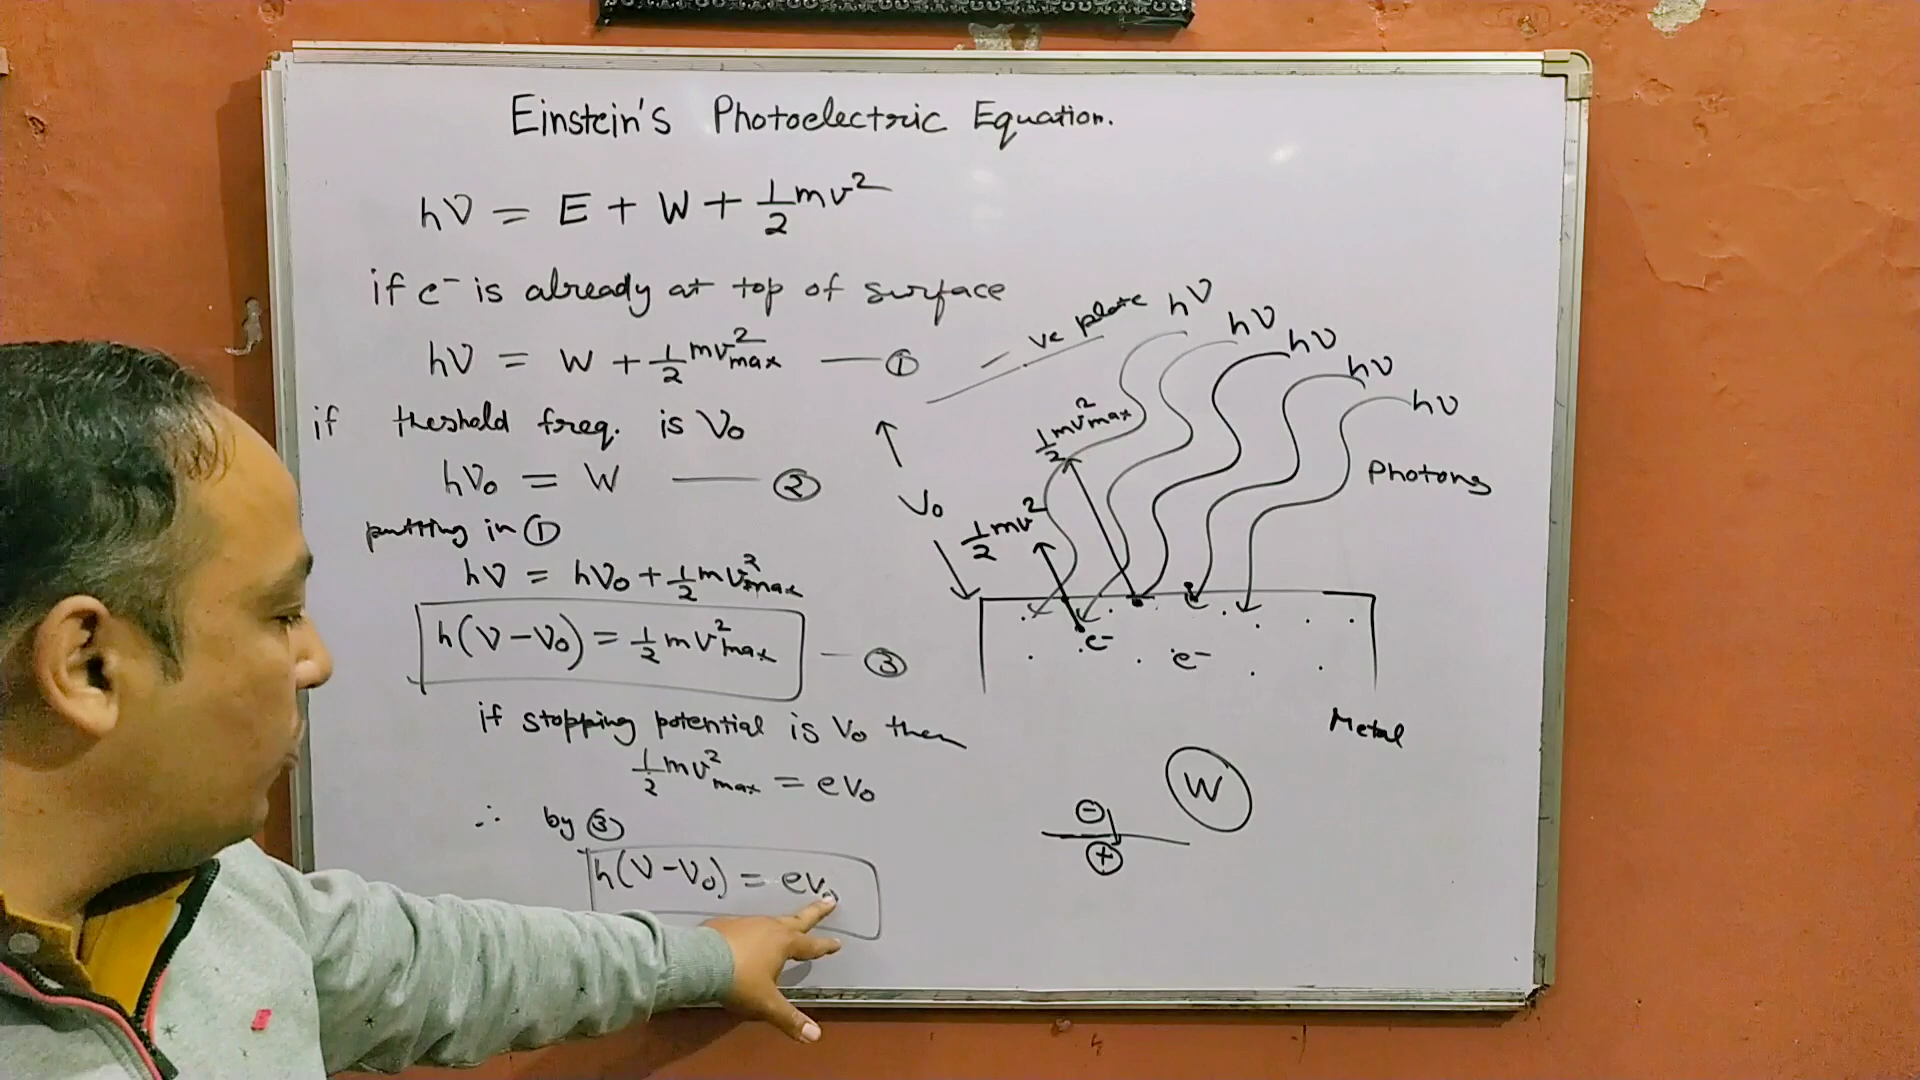 Einstein's Photoelectric Equation.
hν = E + W + 1/2 mv²
if e⁻ is already at top of surface
hν = W + 1/2 mv²max — ①
if theshold freq. is ν₀
hν₀ = W — ②
putting in ①
hν = hν₀ + 1/2 mv²max
h(ν - ν₀) = 1/2 mv²max — ③
if stopping potential is V₀ then
1/2 mv²max = eV₀
∴ by ③
h(ν - ν₀) = eV₀
- ve plate
hν
hν
hν
hν
hν
Photons
1/2 mv²max
V₀
1/2 mv²
e⁻
e⁻
e⁻
Metal
W
-
+